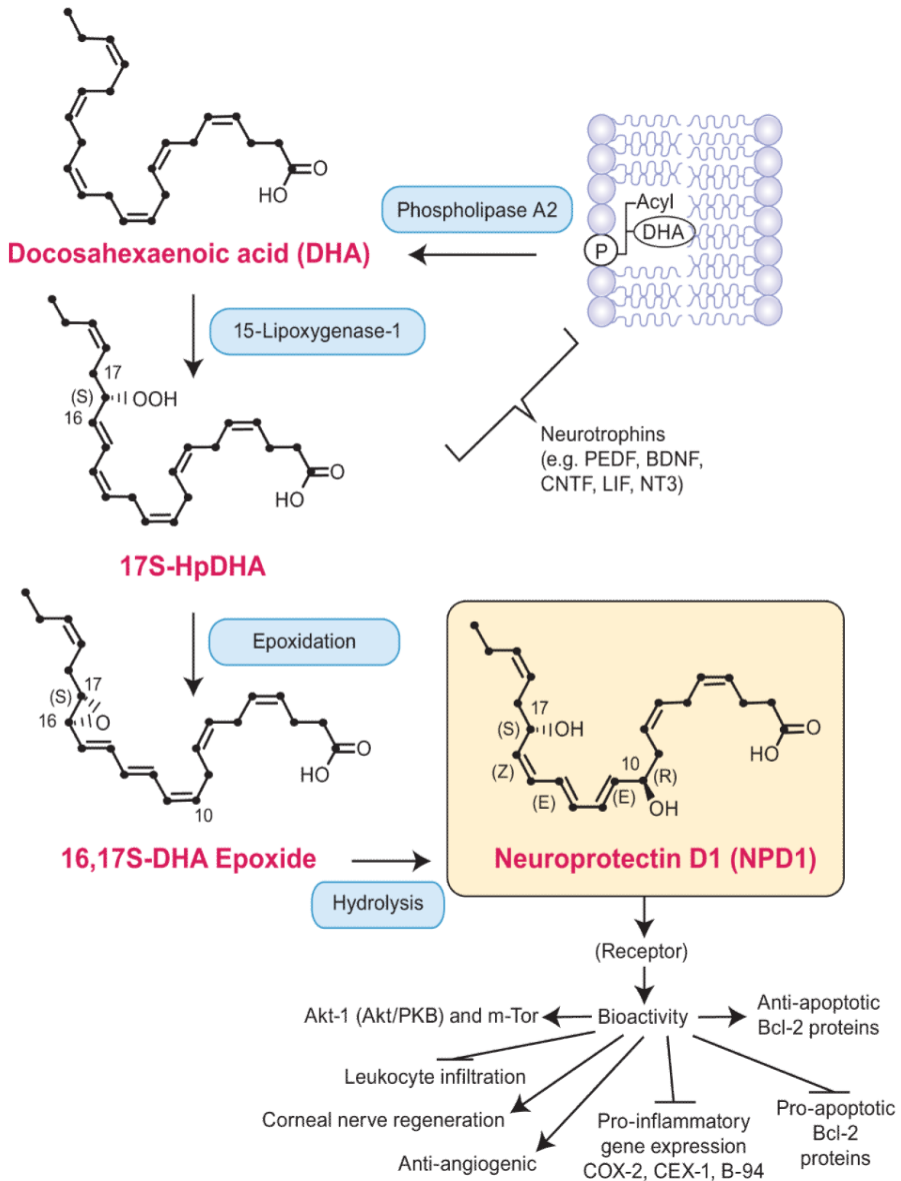 HO
O
Docosahexaenoic acid (DHA)
Phospholipase A2
Acyl
DHA
P
15-Lipoxygenase-1
17
(S)
OOH
16
HO
O
17S-HpDHA
Neurotrophins
(e.g. PEDF, BDNF,
CNTF, LIF, NT3)
Epoxidation
17
(S)
16
O
HO
O
10
16,17S-DHA Epoxide
Hydrolysis
17
(S)
OH
(Z)
(E)
(E)
10
(R)
OH
HO
O
Neuroprotectin D1 (NPD1)
(Receptor)
Bioactivity
Akt-1 (Akt/PKB) and m-Tor
Anti-apoptotic
Bcl-2 proteins
Leukocyte infiltration
Corneal nerve regeneration
Anti-angiogenic
Pro-inflammatory
gene expression
COX-2, CEX-1, B-94
Pro-apoptotic
Bcl-2
proteins